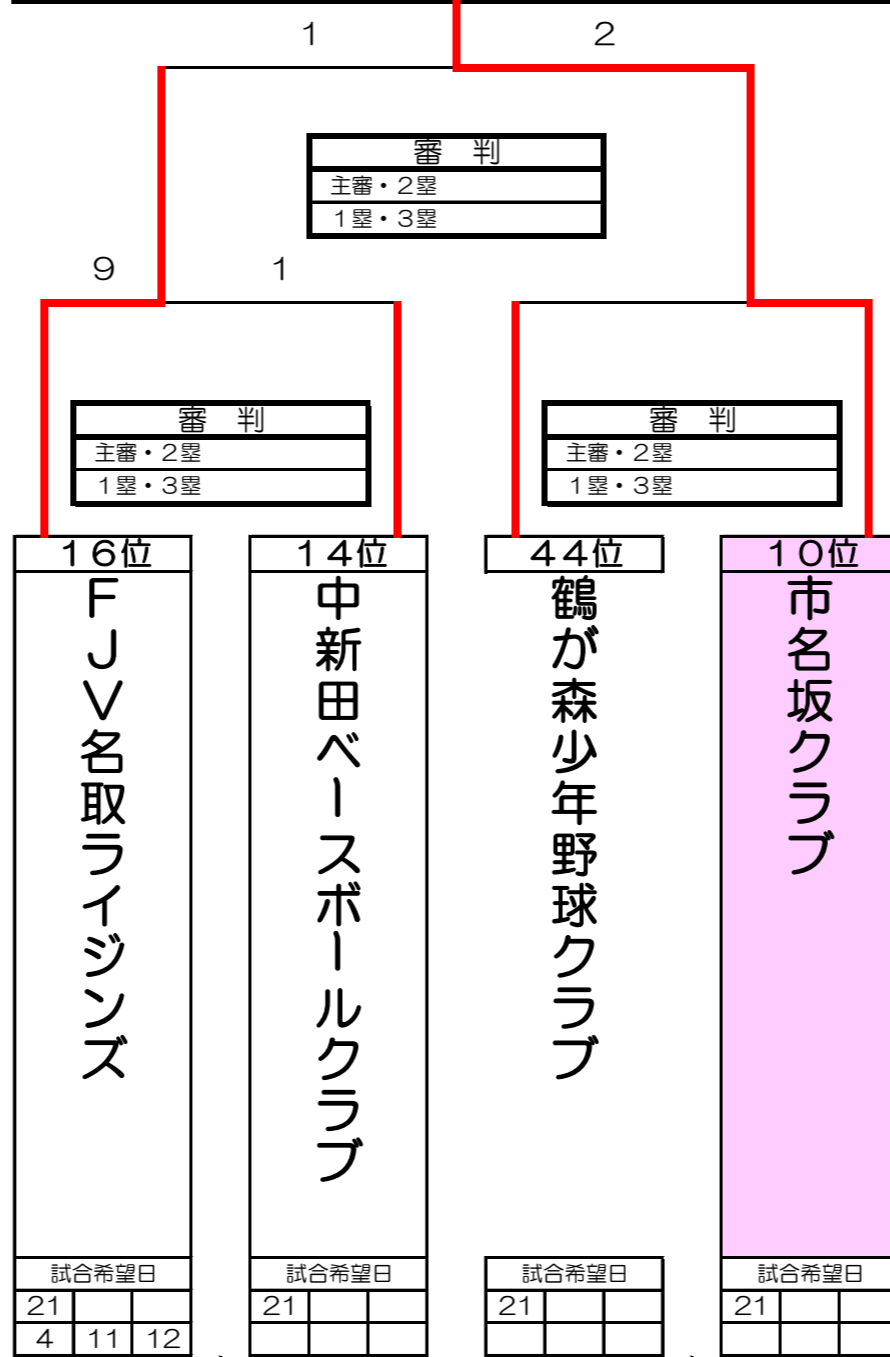 １　２
審　判
主審・２塁
１塁・３塁
９　１
審　判
主審・２塁
１塁・３塁
審　判
主審・２塁
１塁・３塁
１６位
ＦＪＶ名取ライジンズ
１４位
中新田ベースボールクラブ
４４位
鶴が森少年野球クラブ
１０位
市名坂クラブ
試合希望日
21
4 11 12
試合希望日
21
試合希望日
21
試合希望日
21